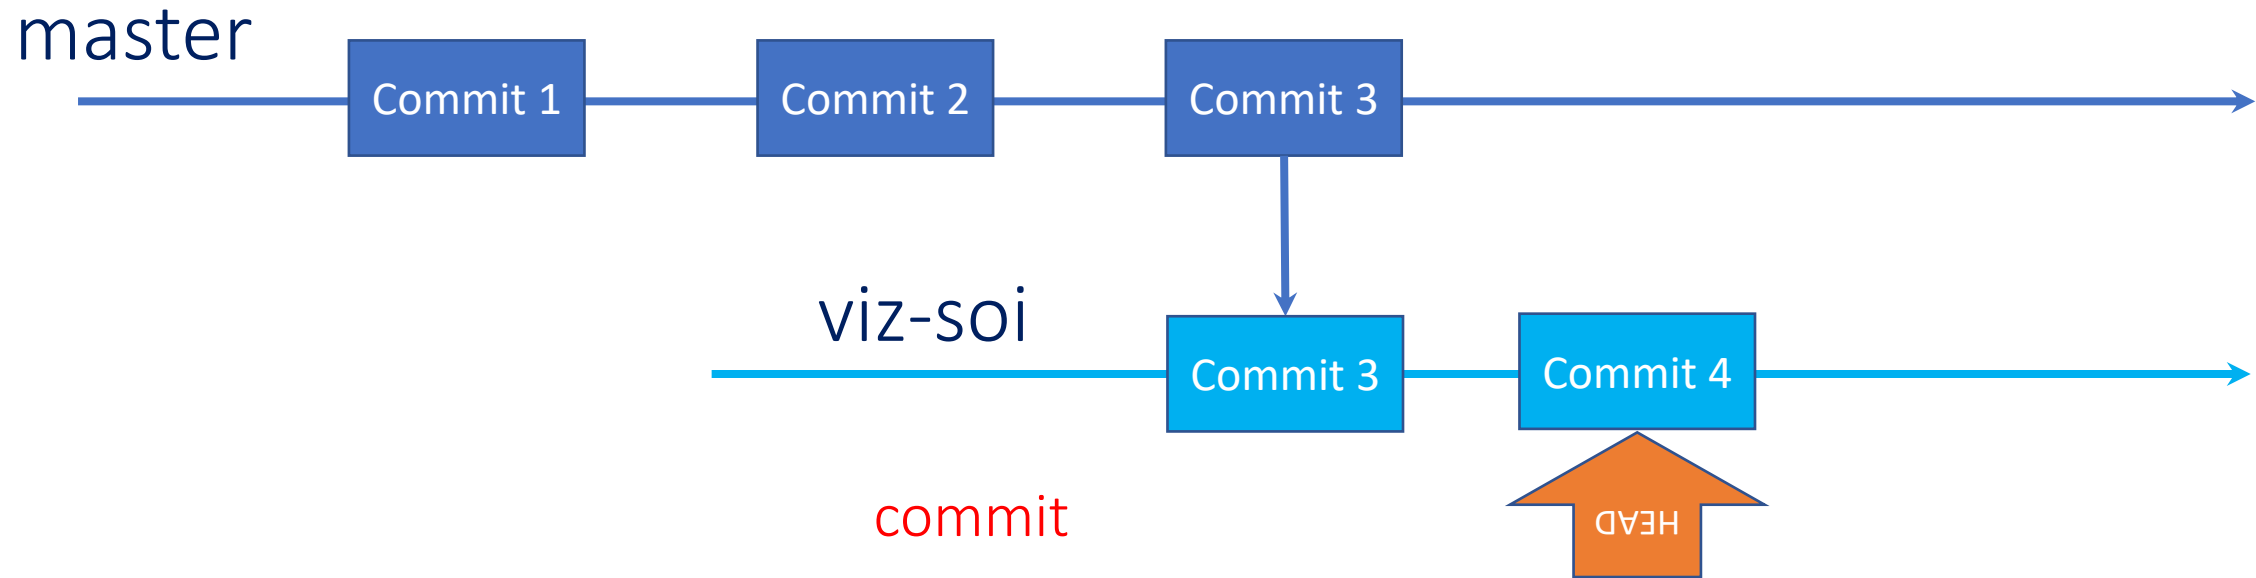 master
Commit 1
Commit 2
Commit 3
viz-soi
Commit 3
Commit 4
commit
HEAD